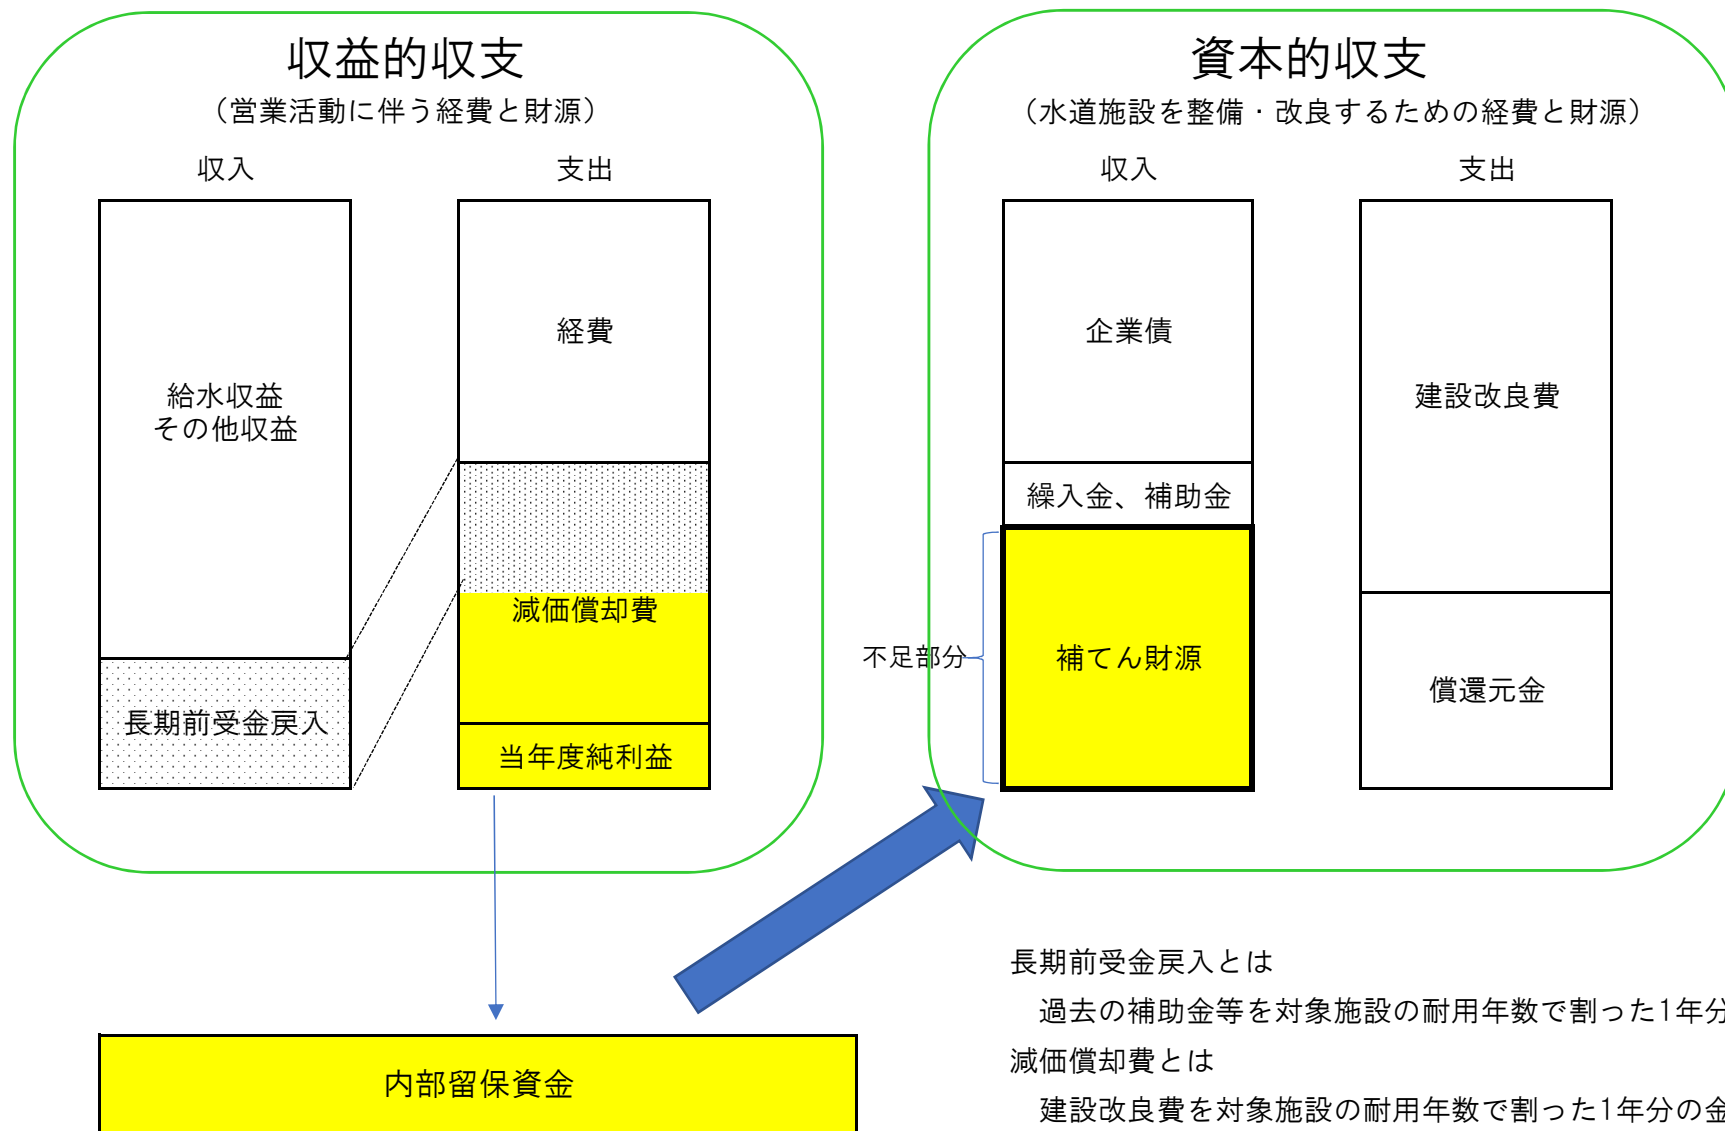 収益的収支
（営業活動に伴う経費と財源）
収入
支出
給水収益
その他収益
長期前受金戻入
経費
減価償却費
当年度純利益
資本的収支
（水道施設を整備・改良するための経費と財源）
収入
支出
企業債
繰入金、補助金
補てん財源
不足部分
建設改良費
償還元金
内部留保資金
長期前受金戻入とは
過去の補助金等を対象施設の耐用年数で割った1年分
減価償却費とは
建設改良費を対象施設の耐用年数で割った1年分の金